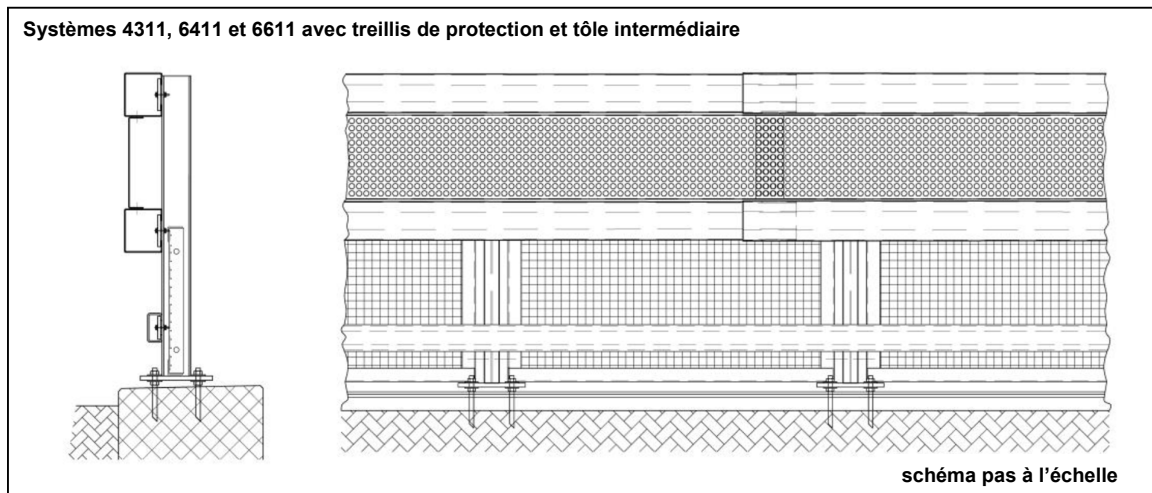 Systèmes 4311, 6411 et 6611 avec treillis de protection et tôle intermédiaire
schéma pas à l'échelle